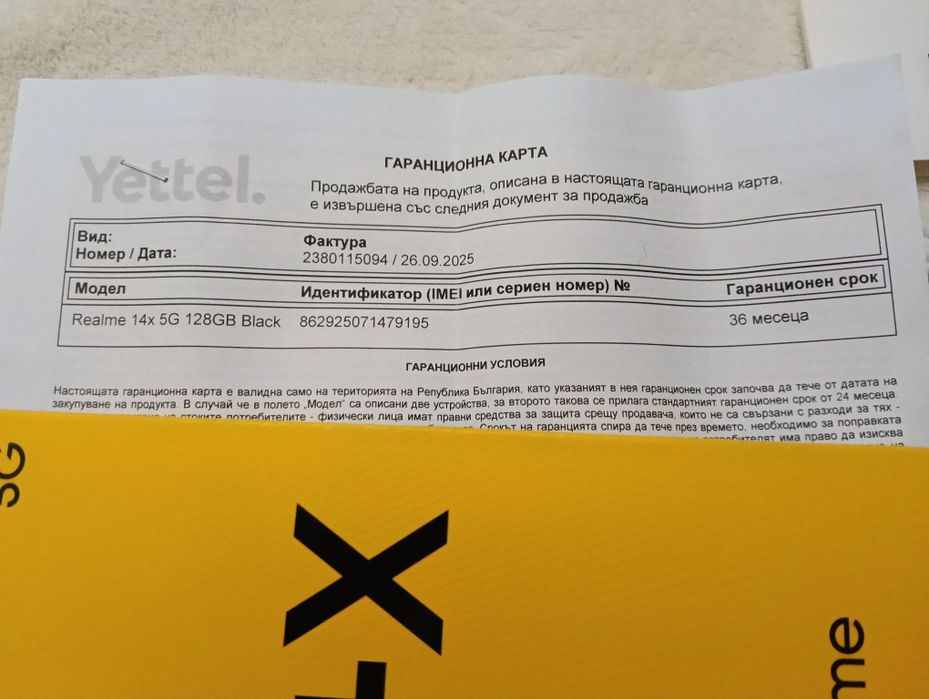 Yettel.
ГАРАНЦИОННА КАРТА
Продажбата на продукта, описана в настоящата гаранционна карта,
е извършена със следния документ за продажба
Вид: Фактура
Номер / Дата: 2380115094 / 26.09.2025
Модел Идентификатор (IMEI или сериен номер) № Гаранционен срок
Realme 14x 5G 128GB Black 862925071479195 36 месеца
ГАРАНЦИОННИ УСЛОВИЯ
Настоящата гаранционна карта е валидна само на територията на Република България, като указаният в нея гаранционен срок започва да тече от датата на
закупуване на продукта. В случай че в полето „Модел" са описани две устройства, за второто такова се прилага стандартният гаранционен срок от 24 месеца.
на стоките потребителите - физически лица имат правни средства за защита срещу продавача, които не са свързани с разходи за тях -
Срокът на гаранцията спира да тече през времето, необходимо за поправката
потребителят има право да изисква
5G
X
me